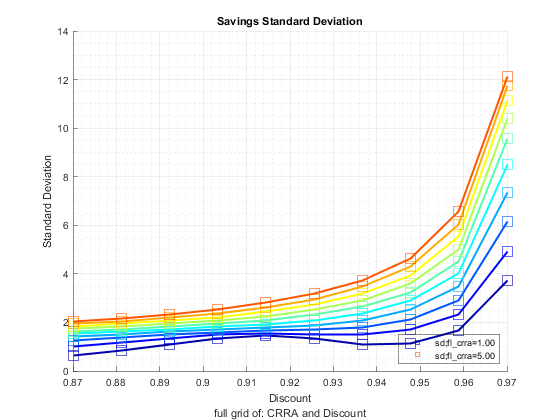 Savings Standard Deviation
14
12
10
8
6
4
2
0
Standard Deviation
sd;fl_crra=1.00
sd;fl_crra=5.00
0.87 0.88 0.89 0.9 0.91 0.92 0.93 0.94 0.95 0.96 0.97
Discount
full grid of: CRRA and Discount